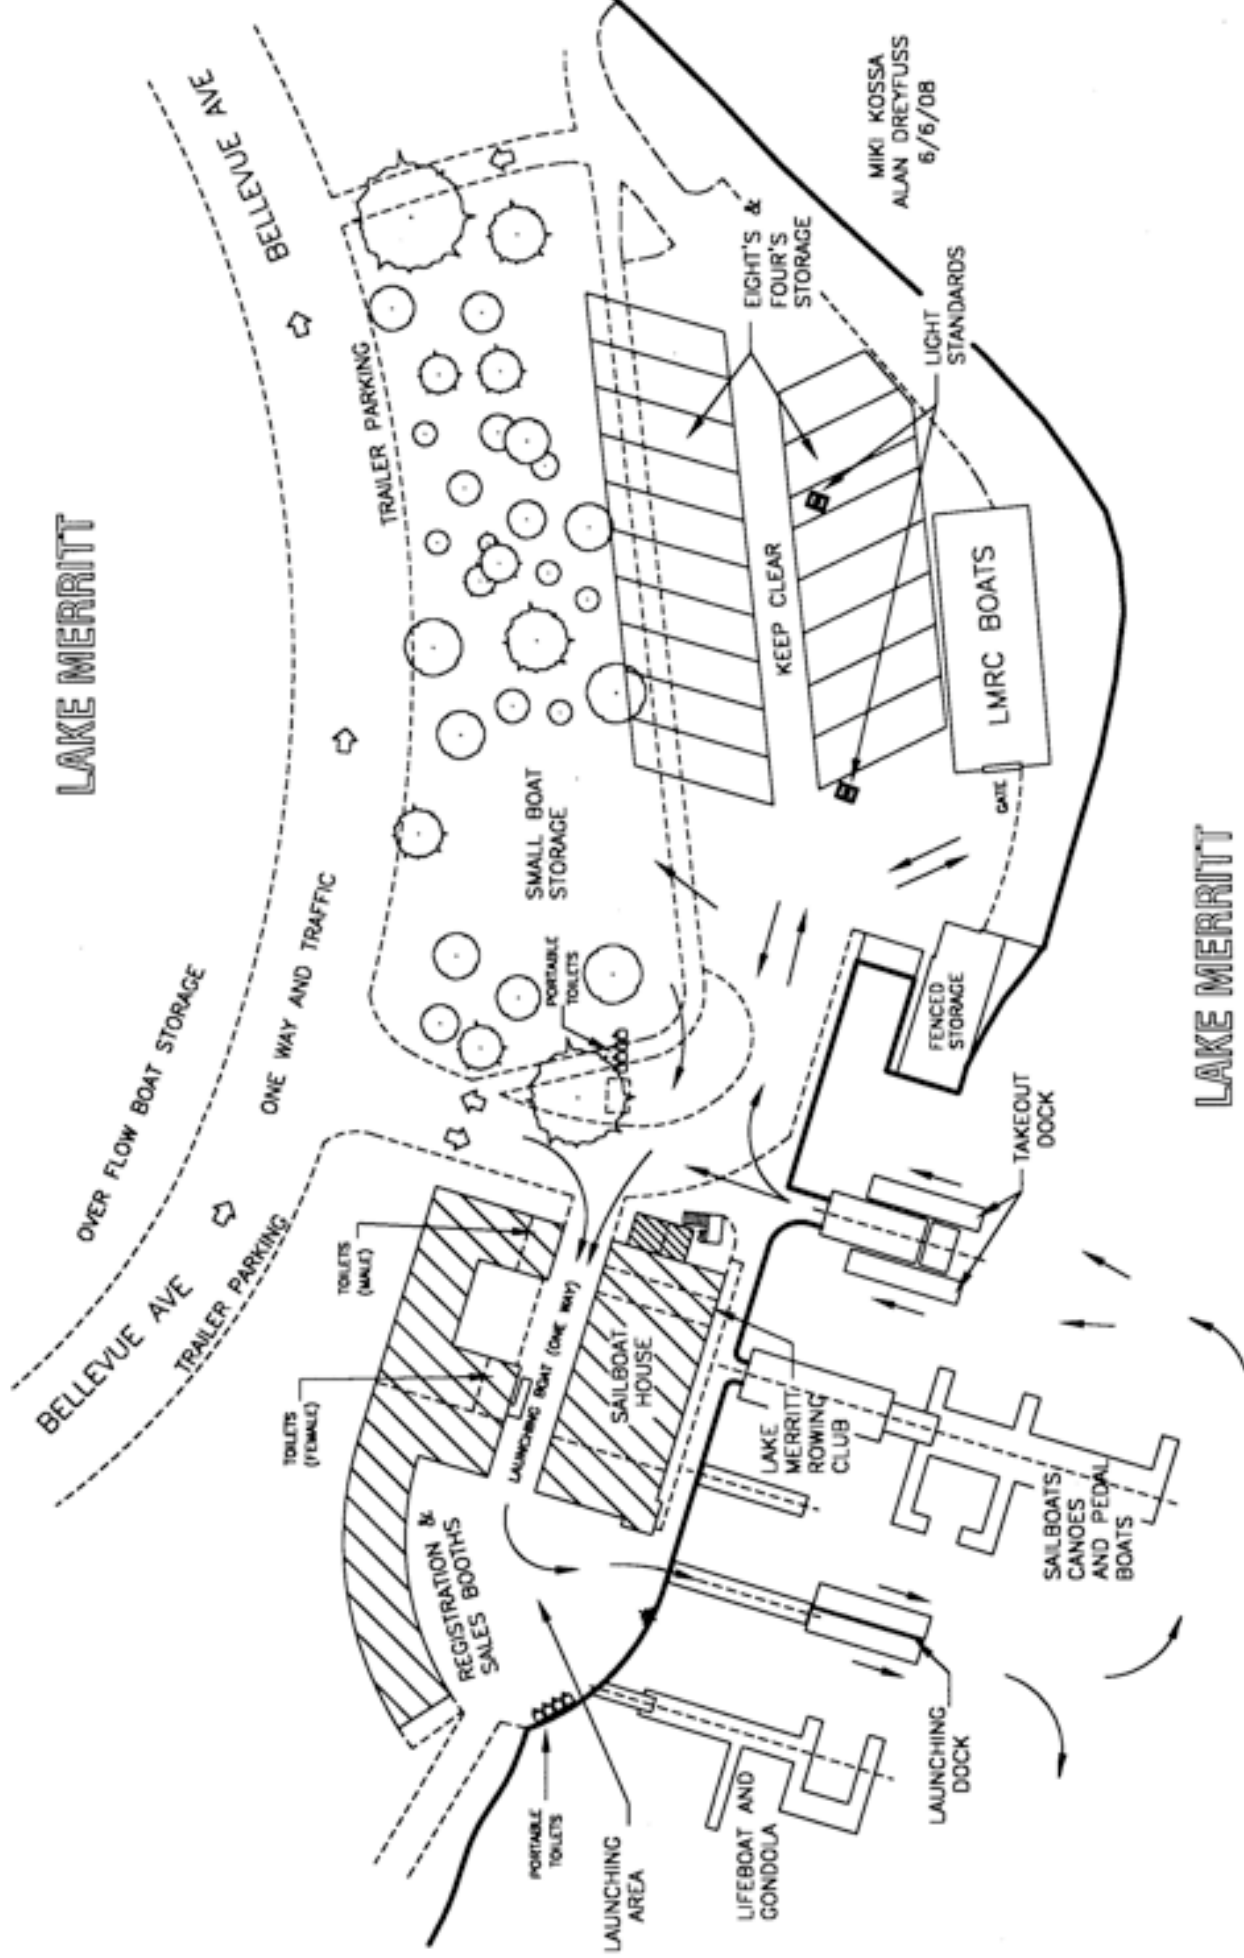 LAKE MERRITT
OVER FLOW BOAT STORAGE
BELLEVUE AVE
TRAILER PARKING
ONE WAY AND TRAFFIC
TRAILER PARKING
BELLEVUE AVE
TOILETS
(FEMALE)
TOILETS
(MALE)
REGISTRATION &
SALES BOOTHS
LAUNCHING BOAT (ONE WAY)
SAILBOAT
HOUSE
PORTABLE
TOILETS
SMALL BOAT
STORAGE
EIGHT'S &
FOUR'S
STORAGE
KEEP CLEAR
LIGHT
STANDARDS
MIKI KOSSA
ALAN DREYFUSS
6/6/08
LMRC BOATS
GATE
FENCED
STORAGE
TAKEOUT
DOCK
LAKE
MERRITT
ROWING
CLUB
SAILBOATS
CANOES
AND PEDAL
BOATS
PORTABLE
TOILETS
LAUNCHING
AREA
LIFEBOAT AND
GONDOLA
LAUNCHING
DOCK
LAKE MERRITT